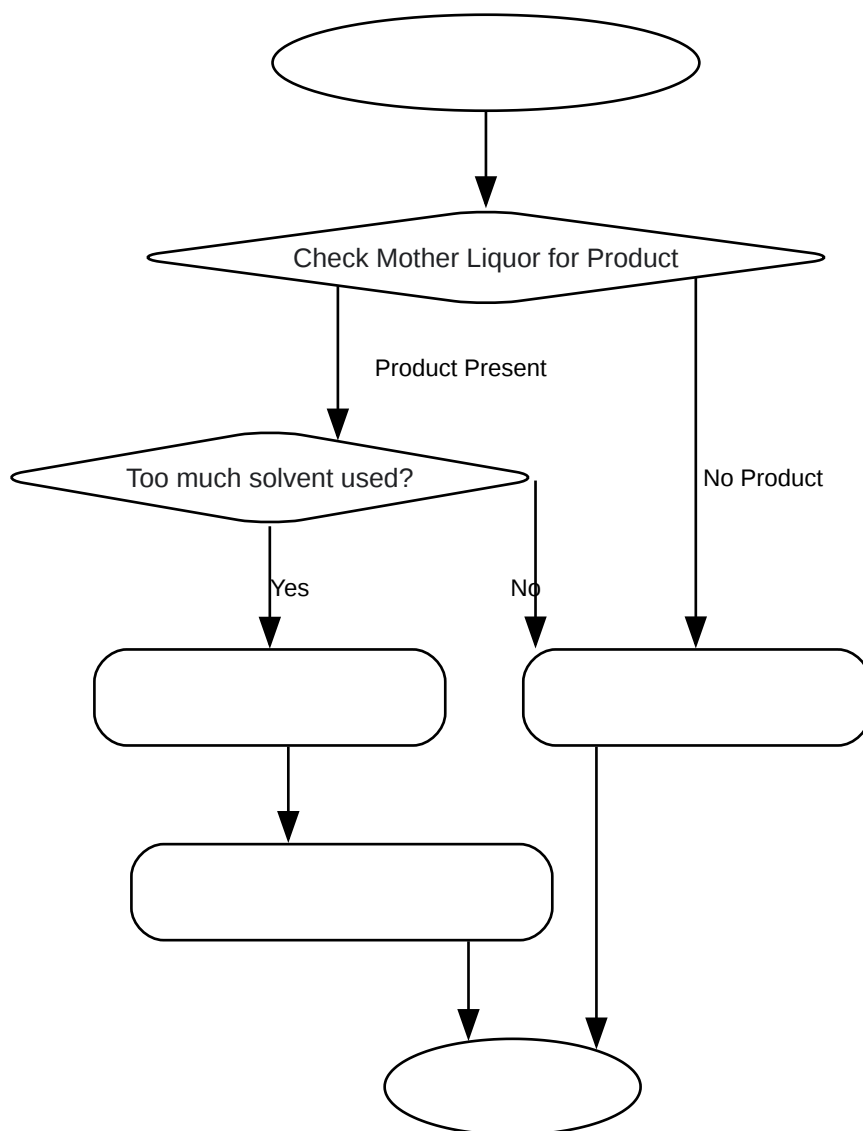 Check Mother Liquor for Product
Product Present
Too much solvent used?
No Product
Yes
No